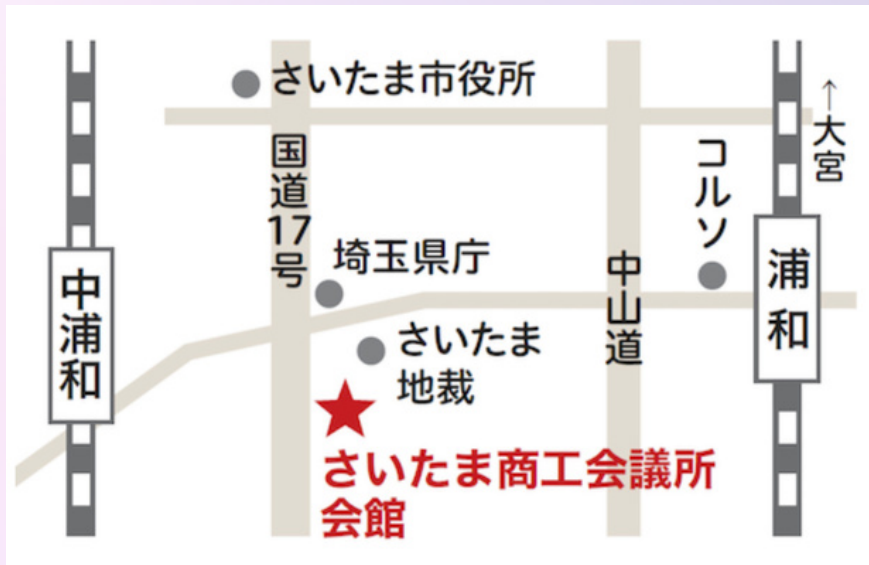 さいたま市役所
↑大宮
国道17号
コルソ
埼玉県庁
中山道
浦和
中浦和
さいたま
地裁
さいたま商工会議所
会館